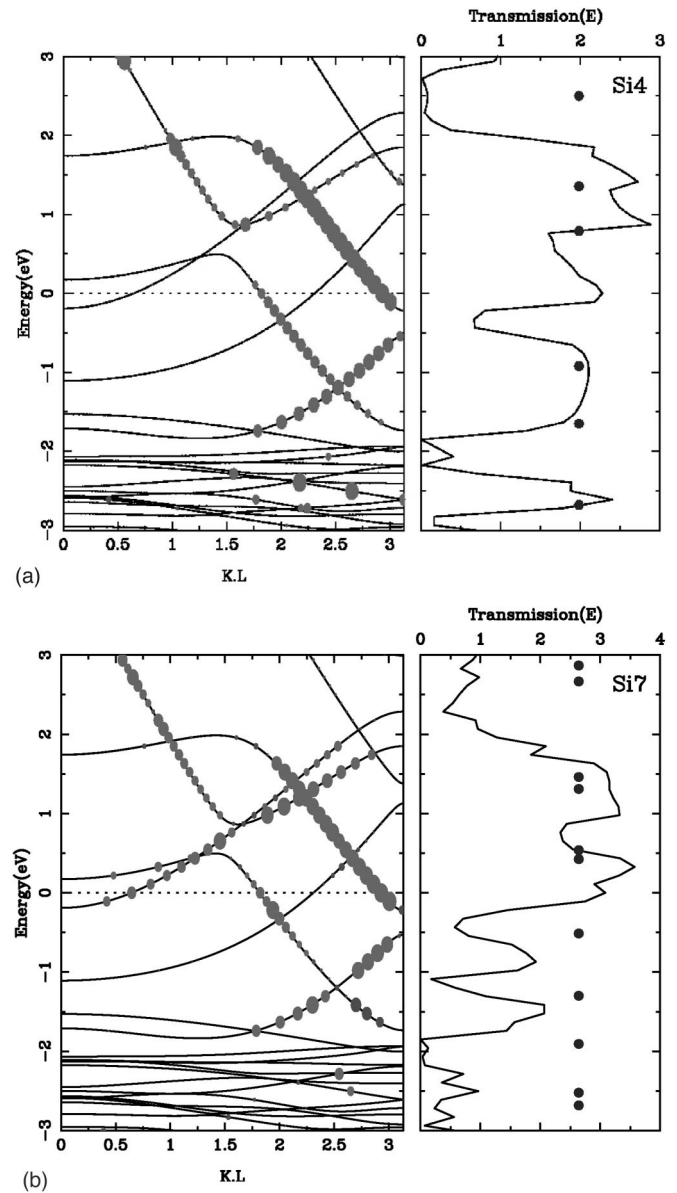 Transmission(E)
0 1 2 3
3
2
1
0
-1
-2
-3
Energy(eV)
Si4
0 0.5 1 1.5 2 2.5 3
K.L
(a)
Transmission(E)
0 1 2 3 4
3
2
1
0
-1
-2
-3
Energy(eV)
Si7
0 0.5 1 1.5 2 2.5 3
K.L
(b)